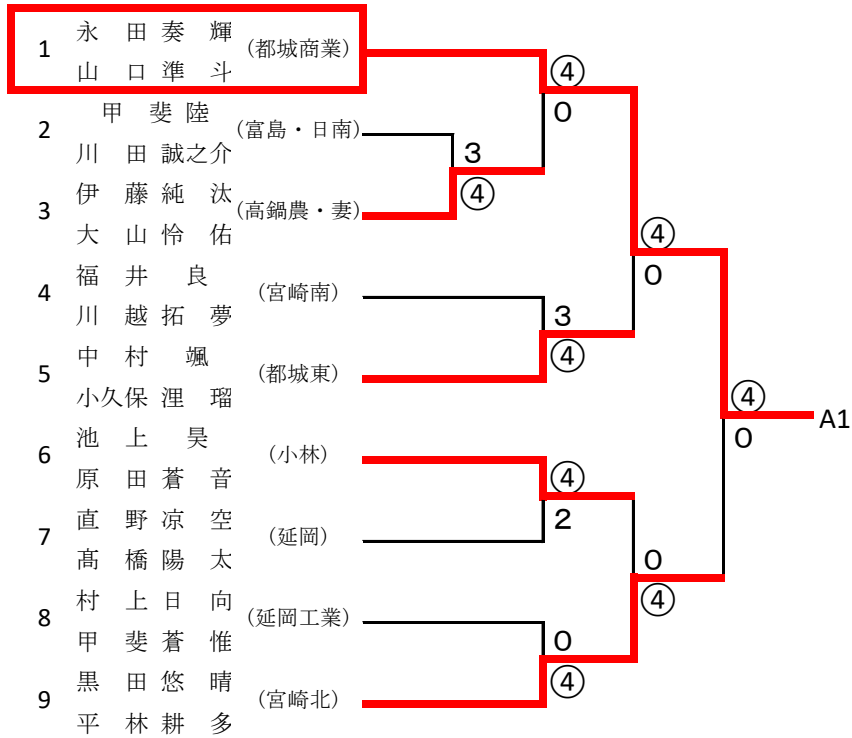 永 田 奏 輝
1 (都城商業)
山 口 準 斗
④
0
甲 斐 陸
2 (富島・日南)
川 田 誠之介
3
④
伊 藤 純 汰
3 (高鍋農・妻)
大 山 怜 佑
④
0
福 井 良
4 (宮崎南)
川 越 拓 夢
3
④
中 村 颯
5 (都城東)
小久保 浬 瑠
④
A1
0
池 上 昊
6 (小林)
原 田 蒼 音
④
2
直 野 凉 空
7 (延岡)
髙 橋 陽 太
0
④
村 上 日 向
8 (延岡工業)
甲 斐 蒼 惟
0
④
黒 田 悠 晴
9 (宮崎北)
平 林 耕 多